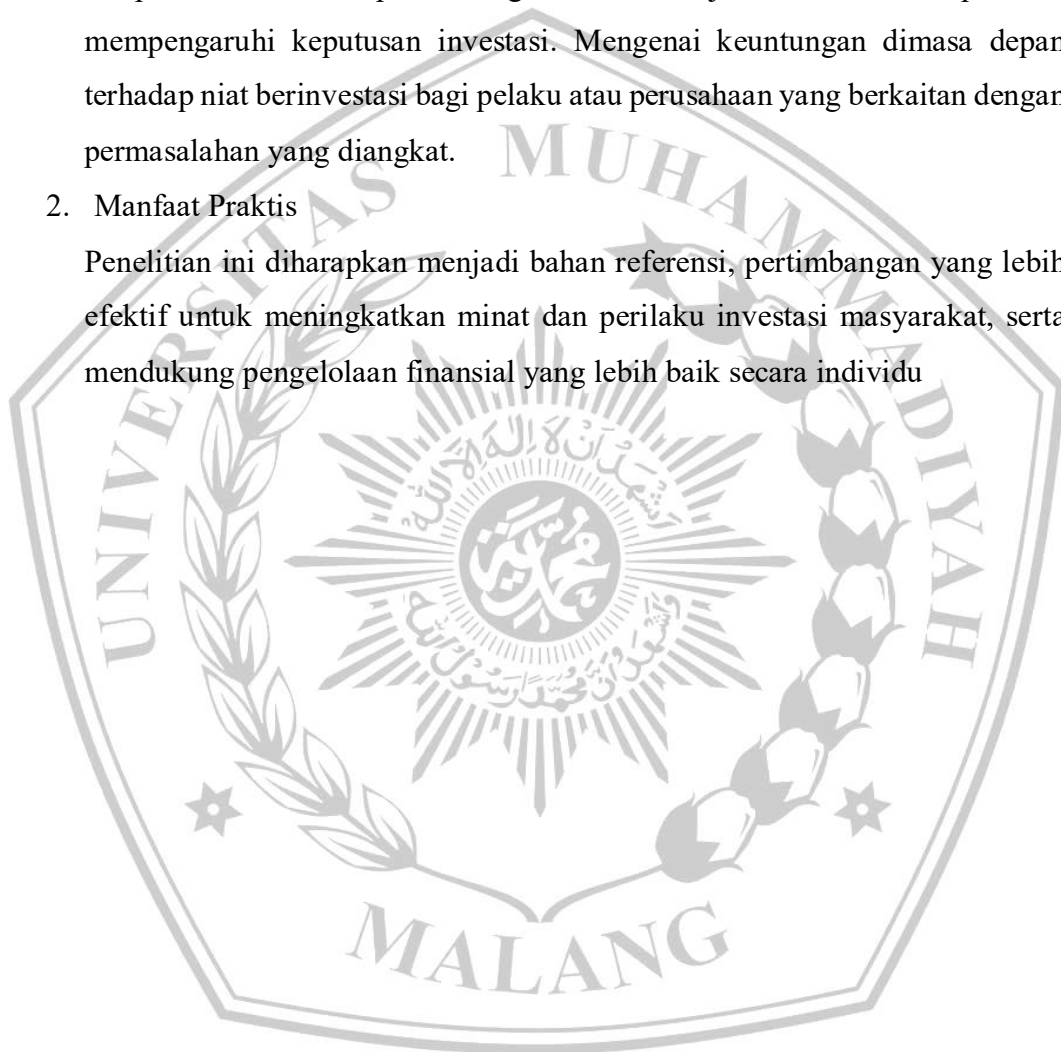 mempengaruhi keputusan investasi. Mengenai keuntungan dimasa depan
terhadap niat berinvestasi bagi pelaku atau perusahaan yang berkaitan dengan
permasalahan yang diangkat.
2. Manfaat Praktis
Penelitian ini diharapkan menjadi bahan referensi, pertimbangan yang lebih
efektif untuk meningkatkan minat dan perilaku investasi masyarakat, serta
mendukung pengelolaan finansial yang lebih baik secara individu
UNIVERSITAS MUHAMMADIYAH
MALANG